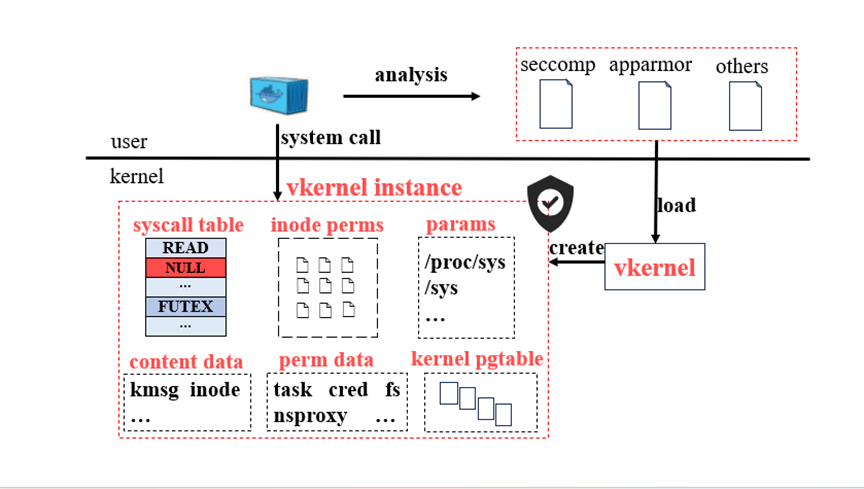 seccomp apparmor others
analysis
system call
user
kernel
vkernel instance
load
syscall table
inode perms
params
READ
NULL
...
FUTEX
...
/proc/sys
/sys
...
create
vkernel
content data
perm data
kernel pgtable
kmsg inode
...
task cred fs
nsproxy ...